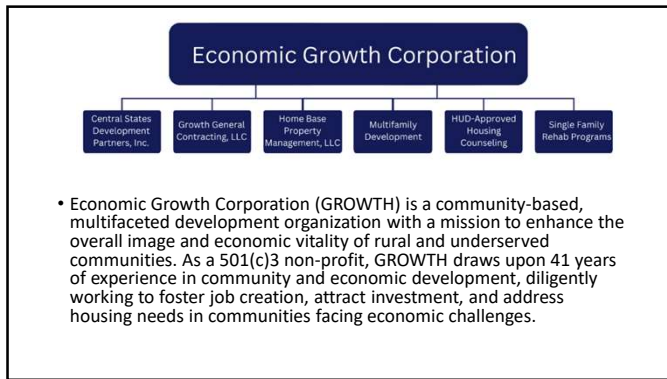 Economic Growth Corporation
Central States
Development
Partners, Inc.
Growth General
Contracting, LLC
Home Base
Property
Management, LLC
Multifamily
Development
HUD-Approved
Housing
Counseling
Single Family
Rehab Programs
• Economic Growth Corporation (GROWTH) is a community-based,
multifaceted development organization with a mission to enhance the
overall image and economic vitality of rural and underserved
communities. As a 501(c)3 non-profit, GROWTH draws upon 41 years
of experience in community and economic development, diligently
working to foster job creation, attract investment, and address
housing needs in communities facing economic challenges.